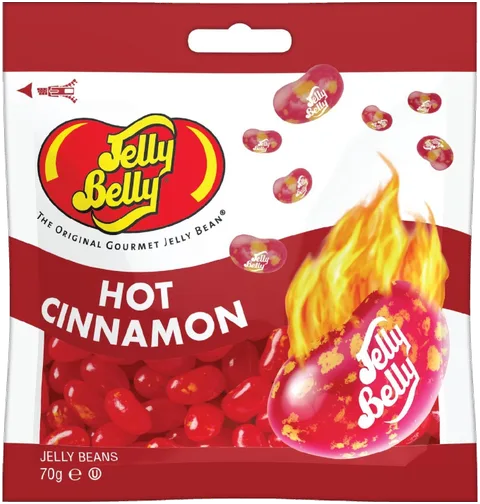 Jelly
Belly
THE ORIGINAL GOURMET JELLY BEAN®
HOT
CINNAMON
Jelly
Belly
JELLY BEANS
70g ℮ U